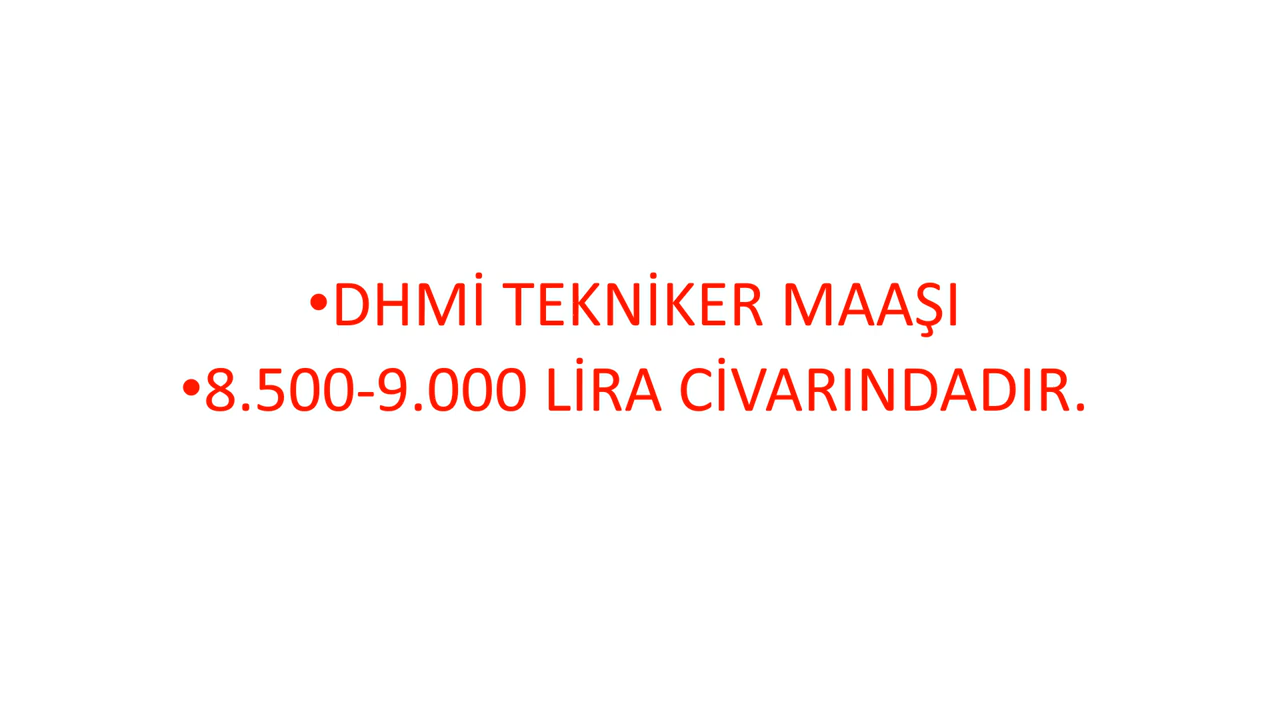 •DHMİ TEKNİKER MAAŞI
•8.500-9.000 LİRA CİVARINDADIR.